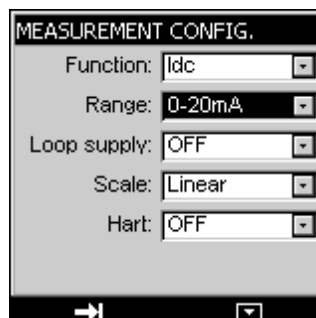 MEASUREMENT CONFIG.
Function: Idc
Range: 0-20mA
Loop supply: OFF
Scale: Linear
Hart: OFF